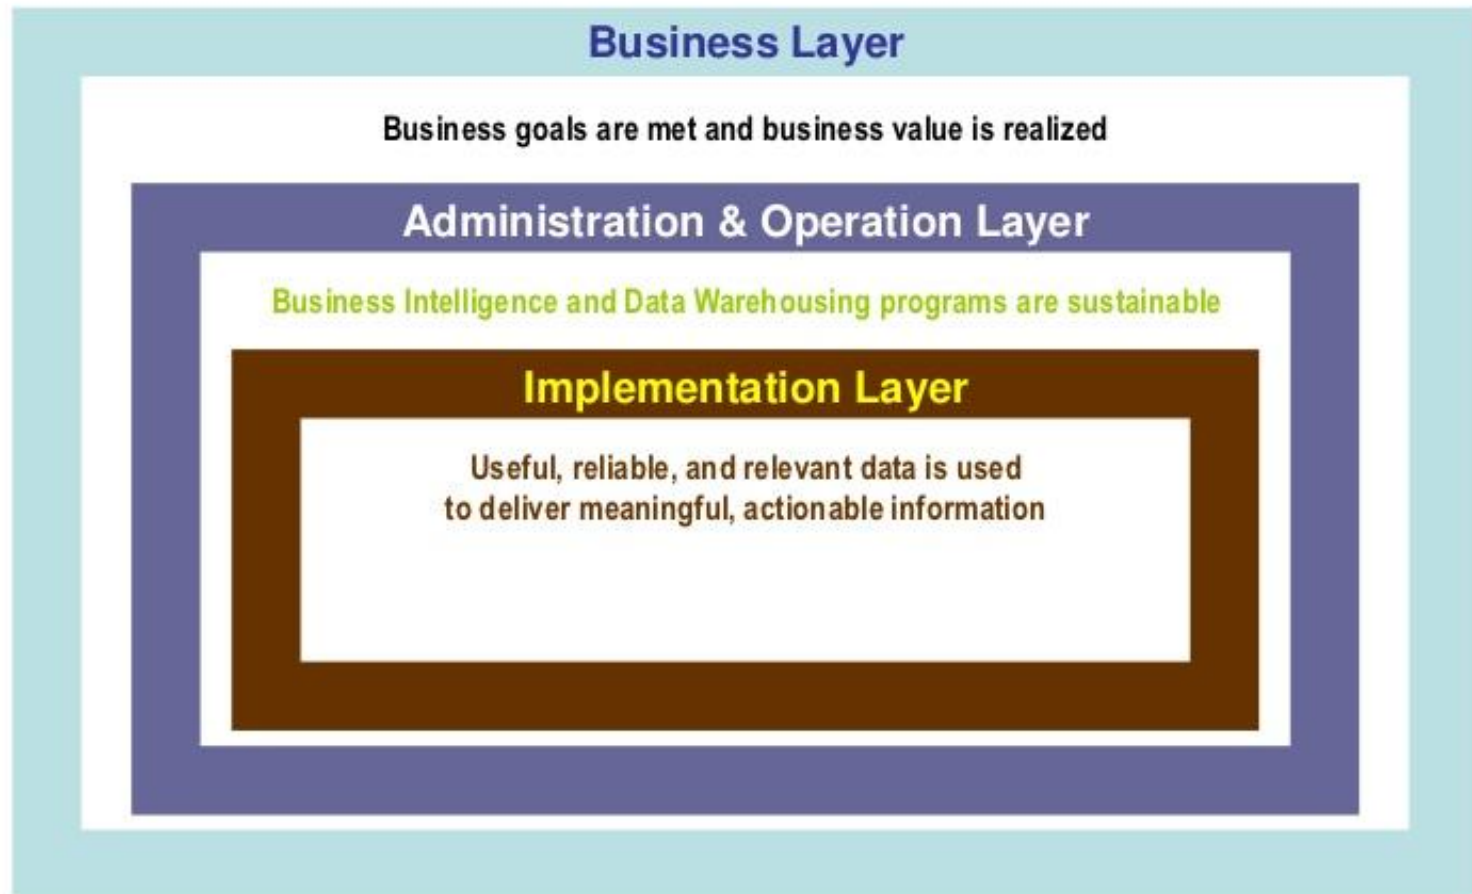 Business Layer
Business goals are met and business value is realized
Administration & Operation Layer
Business Intelligence and Data Warehousing programs are sustainable
Implementation Layer
Useful, reliable, and relevant data is used
to deliver meaningful, actionable information